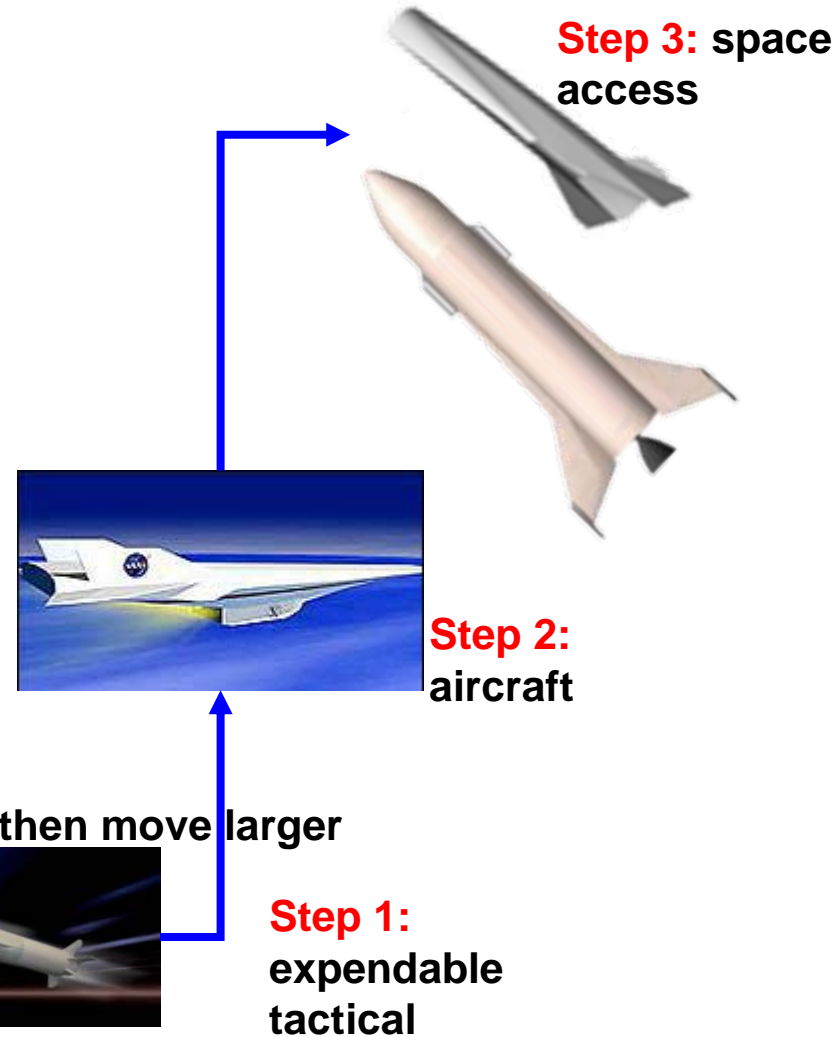 Step 3: space
access
Step 2:
aircraft
then move larger
Step 1:
expendable
tactical